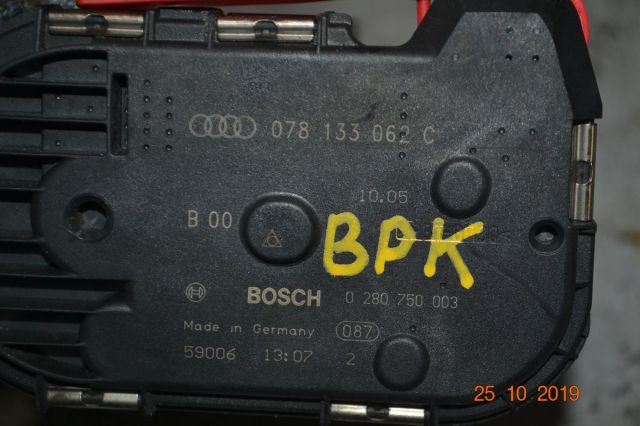 078 133 062 C
10.05
B 00
BPK
BOSCH 0 280 750 003
Made in Germany 087
59006 13:07 2
25 10 2019